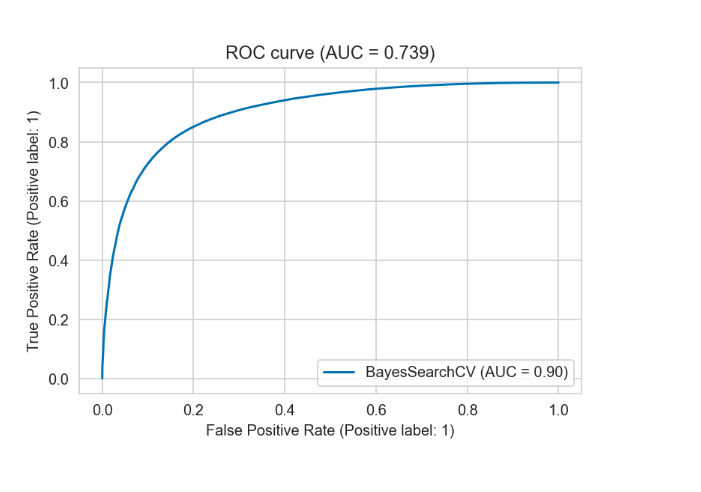 ROC curve (AUC = 0.739)
True Positive Rate (Positive label: 1)
1.0
0.8
0.6
0.4
0.2
0.0
BayesSearchCV (AUC = 0.90)
0.0 0.2 0.4 0.6 0.8 1.0
False Positive Rate (Positive label: 1)